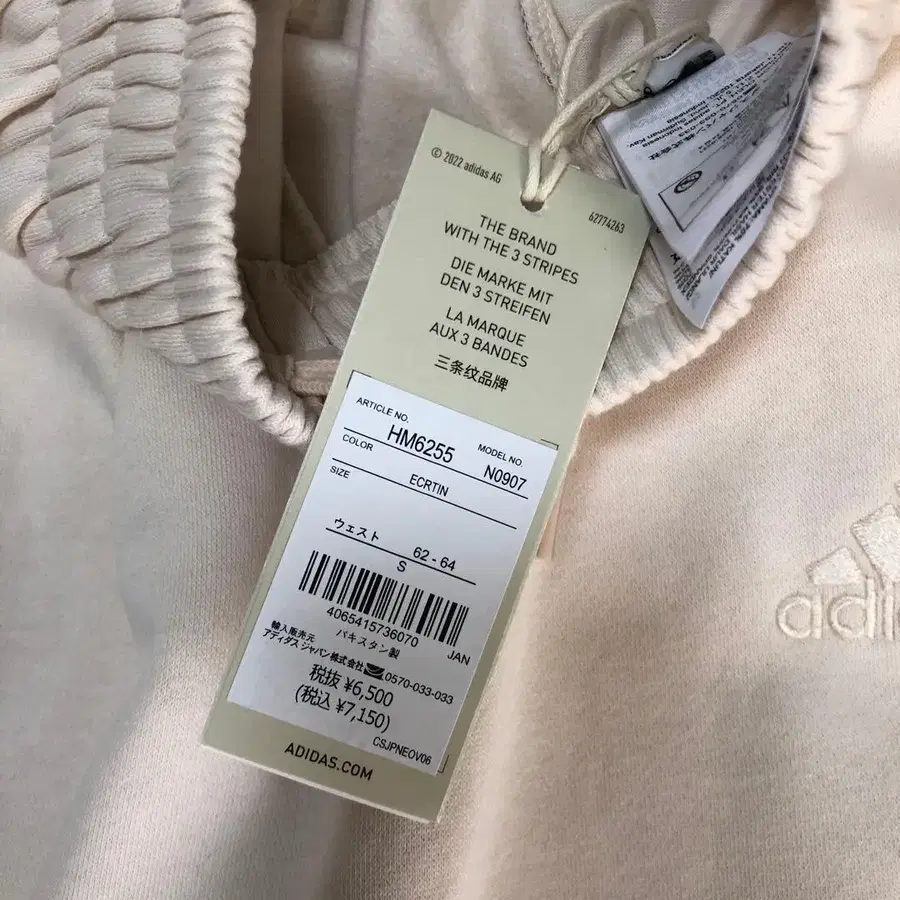 © 2022 adidas AG
62774263
THE BRAND
WITH THE 3 STRIPES
DIE MARKE MIT
DEN 3 STREIFEN
LA MARQUE
AUX 3 BANDES
三条纹品牌
ARTICLE NO.
HM6255
MODEL NO.
N0907
COLOR
ECRTIN
SIZE
ウェスト
62 - 64
S
4065415736070
JAN
パキスタン製
輸入販売元
アディダス ジャパン株式会社
0570-033-033
税抜 ¥6,500
(税込 ¥7,150)
CSJPNEOV06
ADIDAS.COM
adi